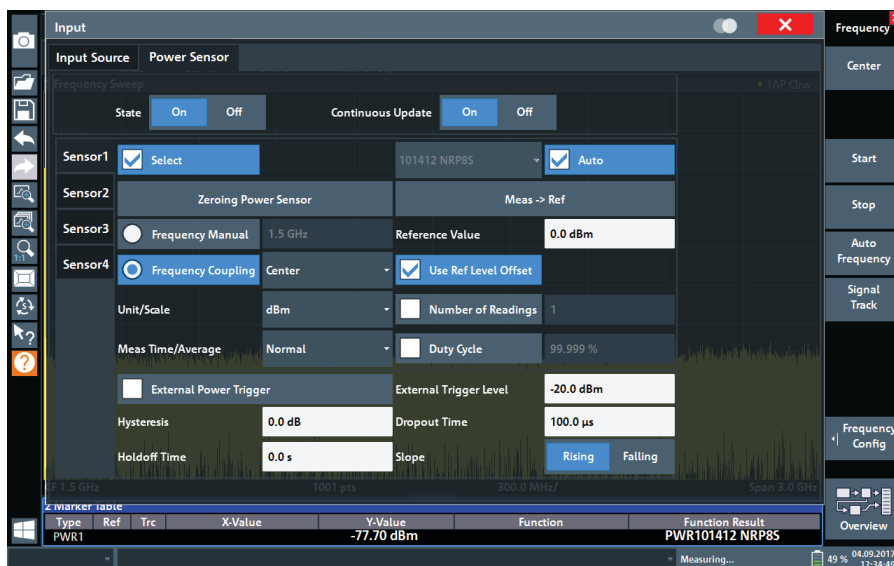 Input
Frequency
Input Source Power Sensor
Center
Frequency Sweep
1AP Clrw
State On Off Continuous Update On Off
Sensor1 Select 101412 NRP8S Auto
Start
Sensor2 Zeroing Power Sensor Meas -> Ref
Stop
Sensor3 Frequency Manual 1.5 GHz Reference Value 0.0 dBm
Auto
Frequency
Sensor4 Frequency Coupling Center Use Ref Level Offset
Signal
Track
Unit/Scale dBm Number of Readings 1
Meas Time/Average Normal Duty Cycle 99.999 %
External Power Trigger External Trigger Level -20.0 dBm
Hysteresis 0.0 dB Dropout Time 100.0 µs
Frequency
Config
Holdoff Time 0.0 s Slope Rising Falling
CF 1.5 GHz 1001 pts 300.0 MHz/ Span 3.0 GHz
2 Marker Table
Type Ref Trc X-Value Y-Value Function Function Result
PWR1 -77.70 dBm PWR101412 NRP8S
Overview
Measuring... 49 % 04.09.2017
12:34:49
1:1